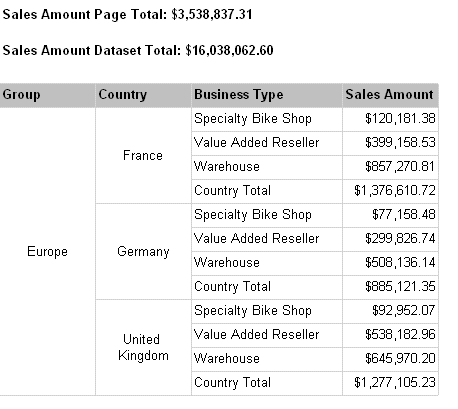 Sales Amount Page Total: $3,538,837.31
Sales Amount Dataset Total: $16,038,062.60
Group Country Business Type Sales Amount
Europe
France
Specialty Bike Shop $120,181.38
Value Added Reseller $399,158.53
Warehouse $857,270.81
Country Total $1,376,610.72
Germany
Specialty Bike Shop $77,158.48
Value Added Reseller $299,826.74
Warehouse $508,136.14
Country Total $885,121.35
United
Kingdom
Specialty Bike Shop $92,952.07
Value Added Reseller $538,182.96
Warehouse $645,970.20
Country Total $1,277,105.23